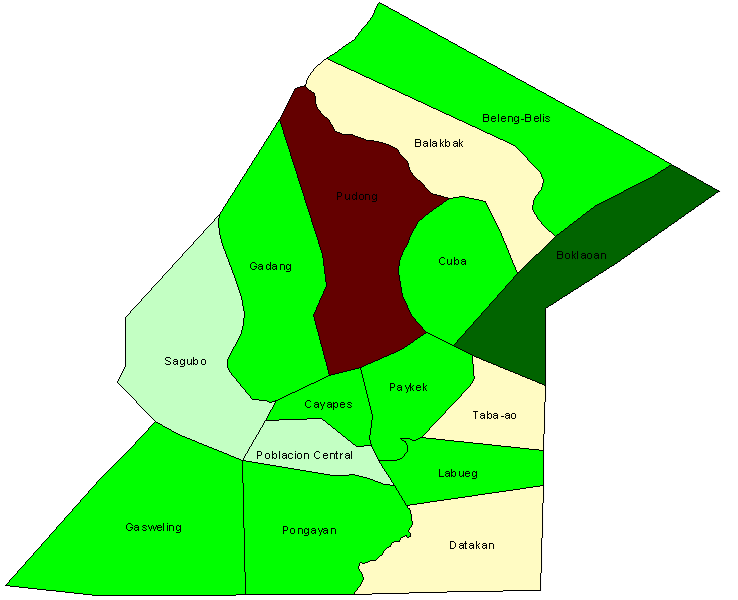 Beleng-Belis
Balakbak
Pudong
Boklaoan
Cuba
Gadang
Sagubo
Paykek
Cayapes
Taba-ao
Poblacion Central
Labueg
Gasweling
Pongayan
Datakan